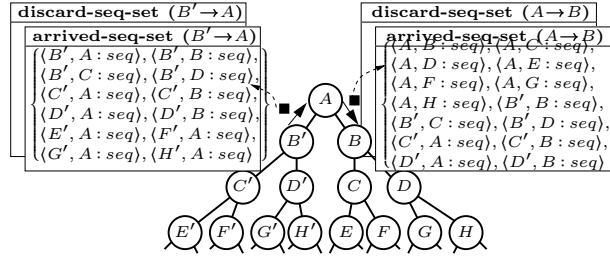 discard-seq-set (B′→A)
arrived-seq-set (B′→A)
⟨B′, A : seq⟩, ⟨B′, B : seq⟩,
⟨B′, C : seq⟩, ⟨B′, D : seq⟩,
⟨C′, A : seq⟩, ⟨C′, B : seq⟩,
⟨D′, A : seq⟩, ⟨D′, B : seq⟩,
⟨E′, A : seq⟩, ⟨F′, A : seq⟩,
⟨G′, A : seq⟩, ⟨H′, A : seq⟩
discard-seq-set (A→B)
arrived-seq-set (A→B)
⟨A, B : seq⟩, ⟨A, C : seq⟩,
⟨A, D : seq⟩, ⟨A, E : seq⟩,
⟨A, F : seq⟩, ⟨A, G : seq⟩,
⟨A, H : seq⟩, ⟨B′, B : seq⟩,
⟨B′, C : seq⟩, ⟨B′, D : seq⟩,
⟨C′, A : seq⟩, ⟨C′, B : seq⟩,
⟨D′, A : seq⟩, ⟨D′, B : seq⟩
A
B′ B
C′ D′ C D
E′ F′ G′ H′ E F G H